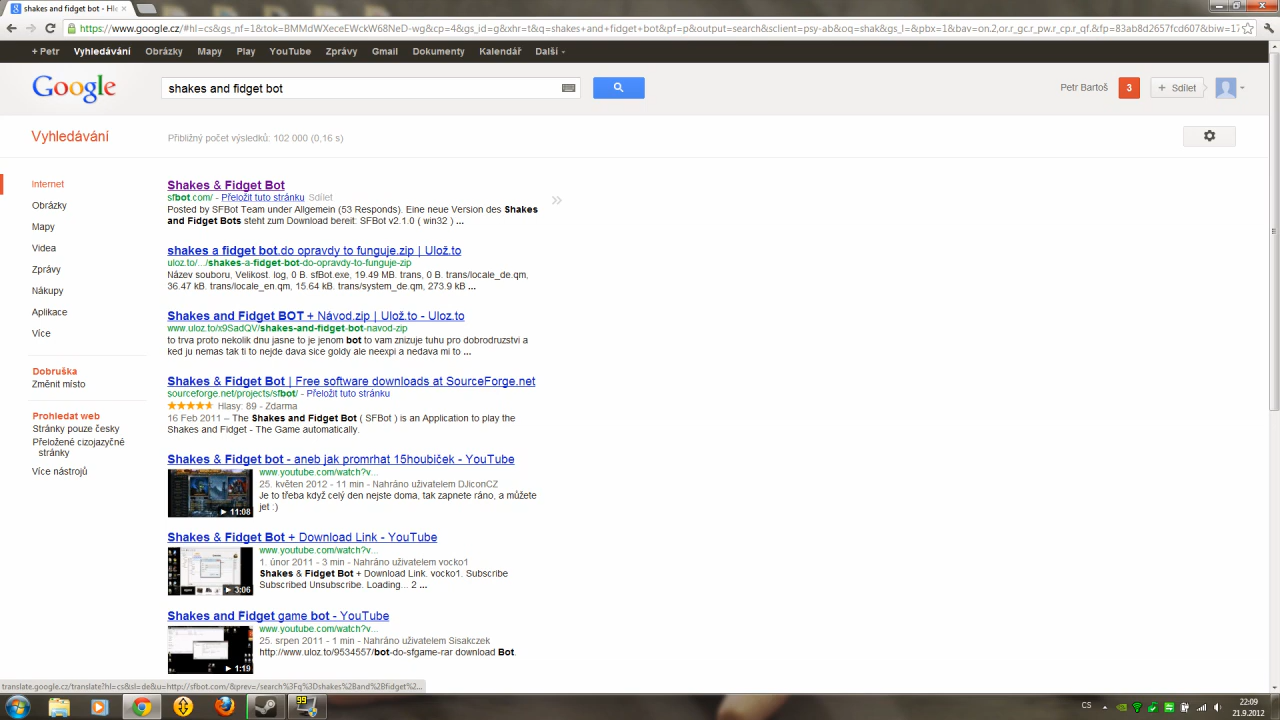 shakes and fidget bot - Hle
https://www.google.cz/#hl=cs&gs_nf=1&tok=BMMdWXeceEWckW68NeD-wg&cp=4&gs_id=g&xhr=t&q=shakes+and+fidget+bot&pf=p&output=search&sclient=psy-ab&oq=shak&gs_l=&pbx=1&bav=on.2,or.r_gc.r_pw.r_cp.r_qf.&fp=83ab8d2657fcd607&biw=17
+ Petr Vyhledávání Obrázky Mapy Play YouTube Zprávy Gmail Dokumenty Kalendář Další
Google shakes and fidget bot Petr Bartoš 3 + Sdílet
Vyhledávání Přibližný počet výsledků: 102 000 (0,16 s)
Internet
Obrázky
Mapy
Videa
Zprávy
Nákupy
Aplikace
Více
Dobruška
Změnit místo
Prohledat web
Stránky pouze česky
Přeložené cizojazyčné
stránky
Více nástrojů
Shakes & Fidget Bot
sfbot.com/ - Přeložit tuto stránku Sdílet
Posted by SFBot Team under Allgemein (53 Responds). Eine neue Version des Shakes
and Fidget Bots steht zum Download bereit: SFBot v2.1.0 ( win32 ) ...
shakes a fidget bot.do opravdy to funguje.zip | Ulož.to
uloz.to/.../shakes-a-fidget-bot-do-opravdy-to-funguje-zip
Název souboru, Velikost. log, 0 B. sfBot.exe, 19.49 MB. trans, 0 B. trans/locale_de.qm,
36.47 kB. trans/locale_en.qm, 15.64 kB. trans/system_de.qm, 273.9 kB ...
Shakes and Fidget BOT + Návod.zip | Ulož.to - Uloz.to
www.uloz.to/x9SadQV/shakes-and-fidget-bot-navod-zip
to trva proto nekolik dnu jasne to je jenom bot to vam znizuje tuhu pro dobrodruzstvi a
ked ju nemas tak ti to nejde dava sice goldy ale neexpi a nedava mi to ...
Shakes & Fidget Bot | Free software downloads at SourceForge.net
sourceforge.net/projects/sfbot/ - Přeložit tuto stránku
Hlasy: 89 - Zdarma
16 Feb 2011 – The Shakes and Fidget Bot ( SFBot ) is an Application to play the
Shakes and Fidget - The Game automatically.
Shakes & Fidget bot - aneb jak promrhat 15houbiček - YouTube
www.youtube.com/watch?v...
25. květen 2012 - 11 min - Nahráno uživatelem DJiconCZ
Je to třeba když celý den nejste doma, tak zapnete ráno, a můžete
jet :)
11:08
Shakes & Fidget Bot + Download Link - YouTube
www.youtube.com/watch?v...
1. únor 2011 - 3 min - Nahráno uživatelem vocko1
Shakes & Fidget Bot + Download Link. vocko1. Subscribe
Subscribed Unsubscribe. Loading... 2 ...
3:06
Shakes and Fidget game bot - YouTube
www.youtube.com/watch?v...
25. srpen 2011 - 1 min - Nahráno uživatelem Sisakczek
http://www.uloz.to/9534557/bot-do-sfgame-rar download Bot.
1:19
translate.google.cz/translate?hl=cs&sl=de&u=http://sfbot.com/&prev=/search%3Fq%3Dshakes%2Band%2Bfidget%2...
99
CS
22:09
21.9.2012